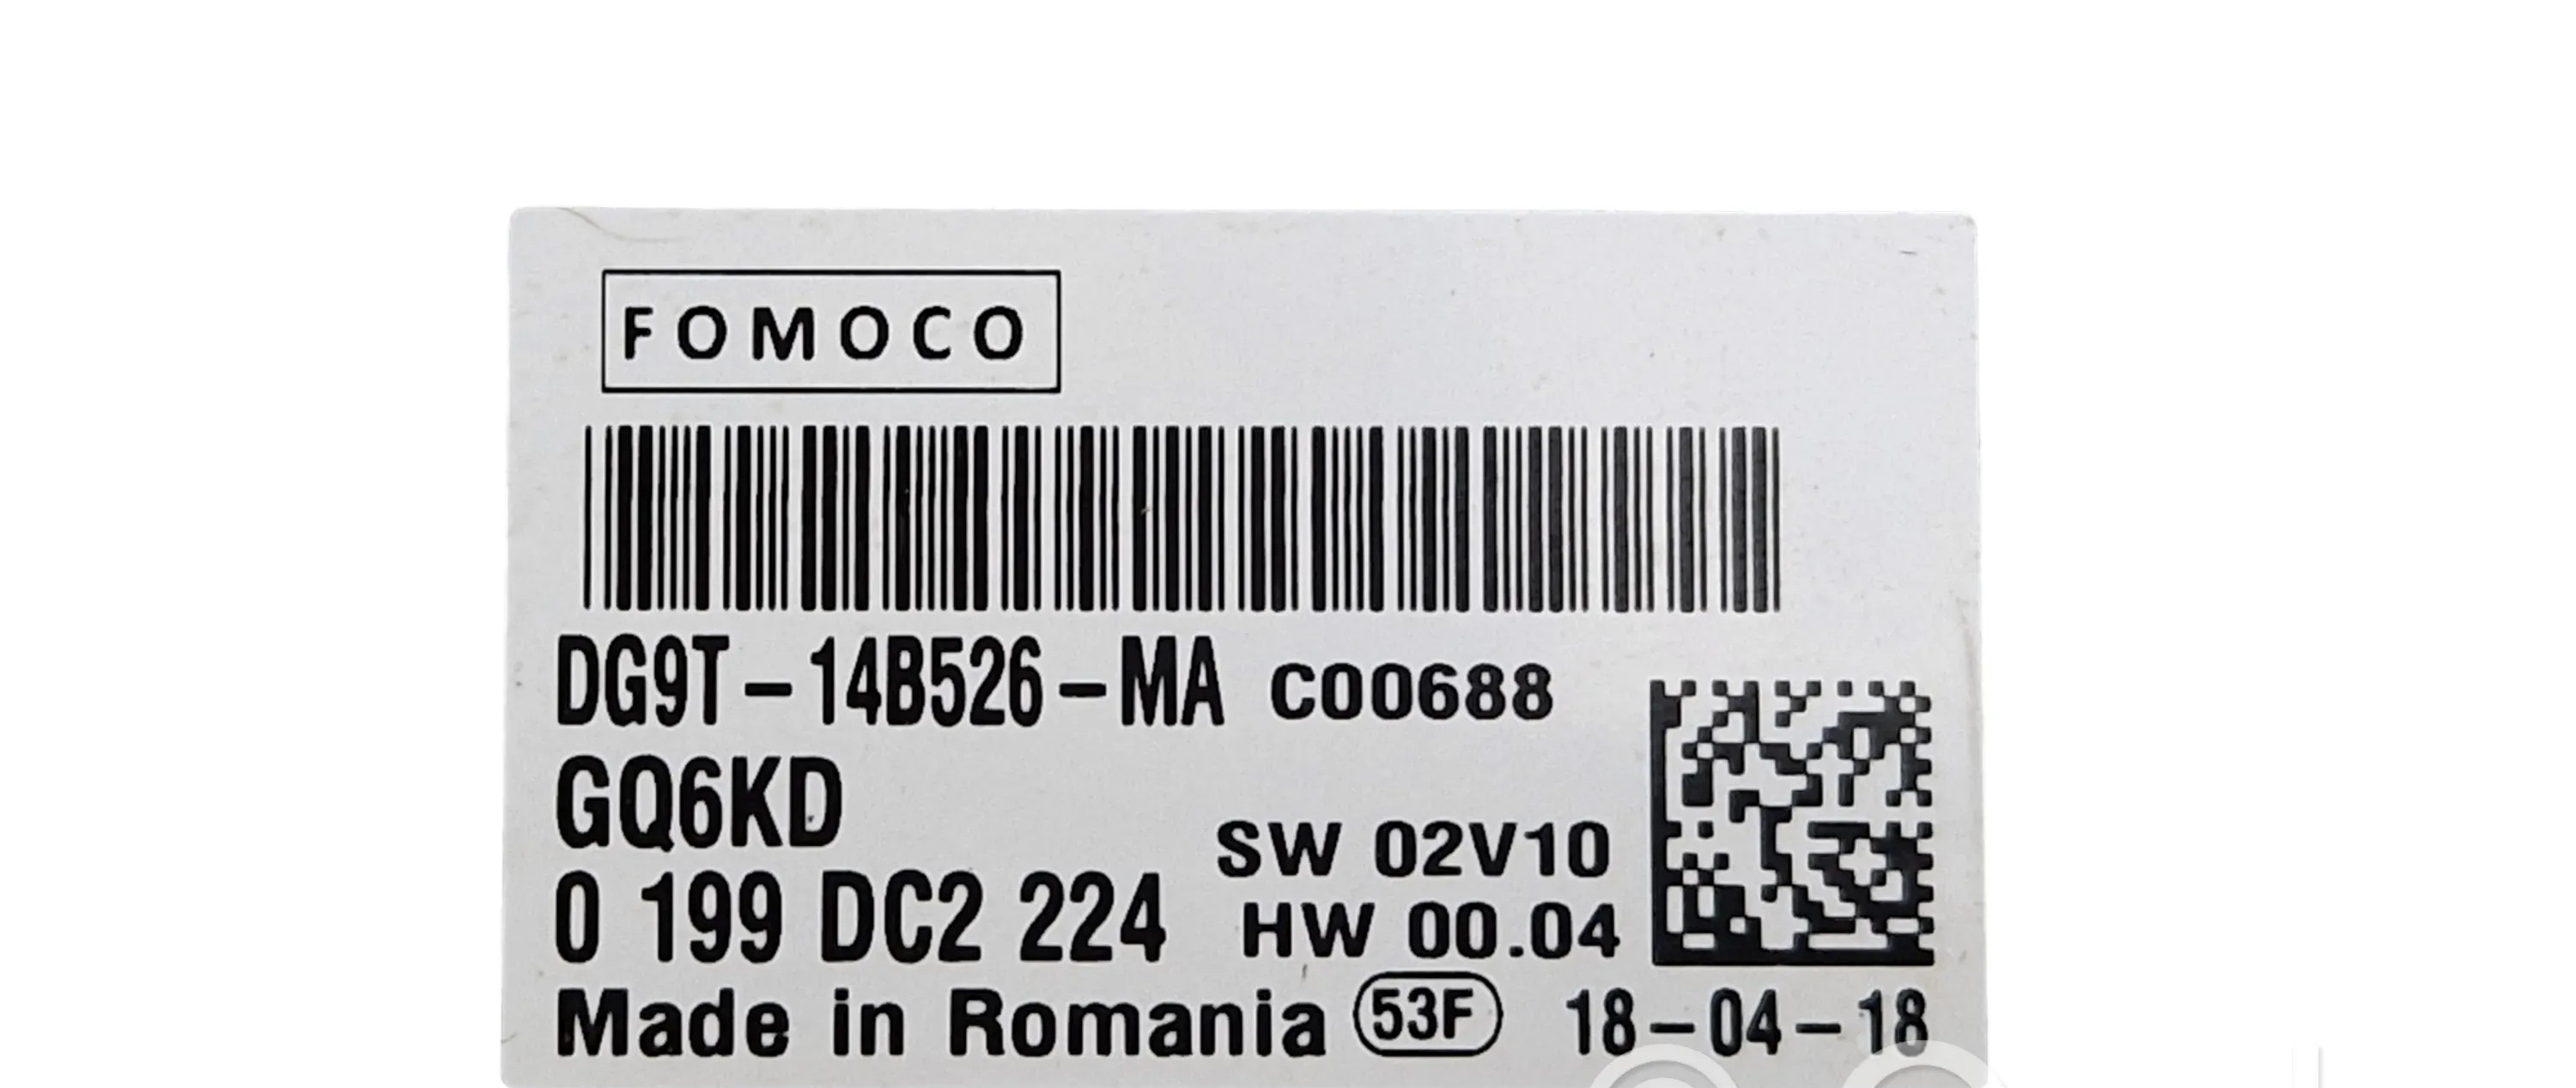 FOMOCO
DG9T-14B526-MA C00688
GQ6KD
SW 02V10
0 199 DC2 224 HW 00.04
Made in Romania 53F 18-04-18